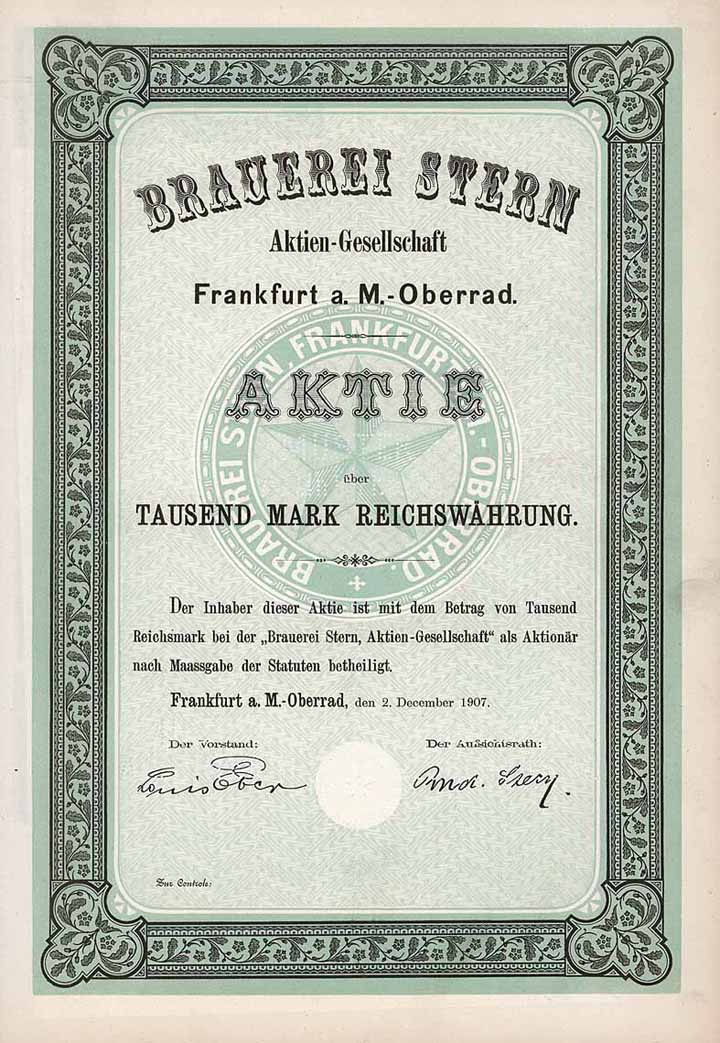 BRAUEREI STERN
Aktien-Gesellschaft
Frankfurt a. M.-Oberrad.
AKTIE
über
TAUSEND MARK REICHSWÄHRUNG.
BRAUEREI STERN, FRANKFURT A. M.-OBERRAD.
Der Inhaber dieser Aktie ist mit dem Betrag von Tausend
Reichsmark bei der „Brauerei Stern, Aktien-Gesellschaft“ als Aktionär
nach Maassgabe der Statuten betheiligt.
Frankfurt a. M.-Oberrad, den 2. December 1907.
Der Vorstand:
Der Aufsichtsrath:
Louis
Zur Controle: